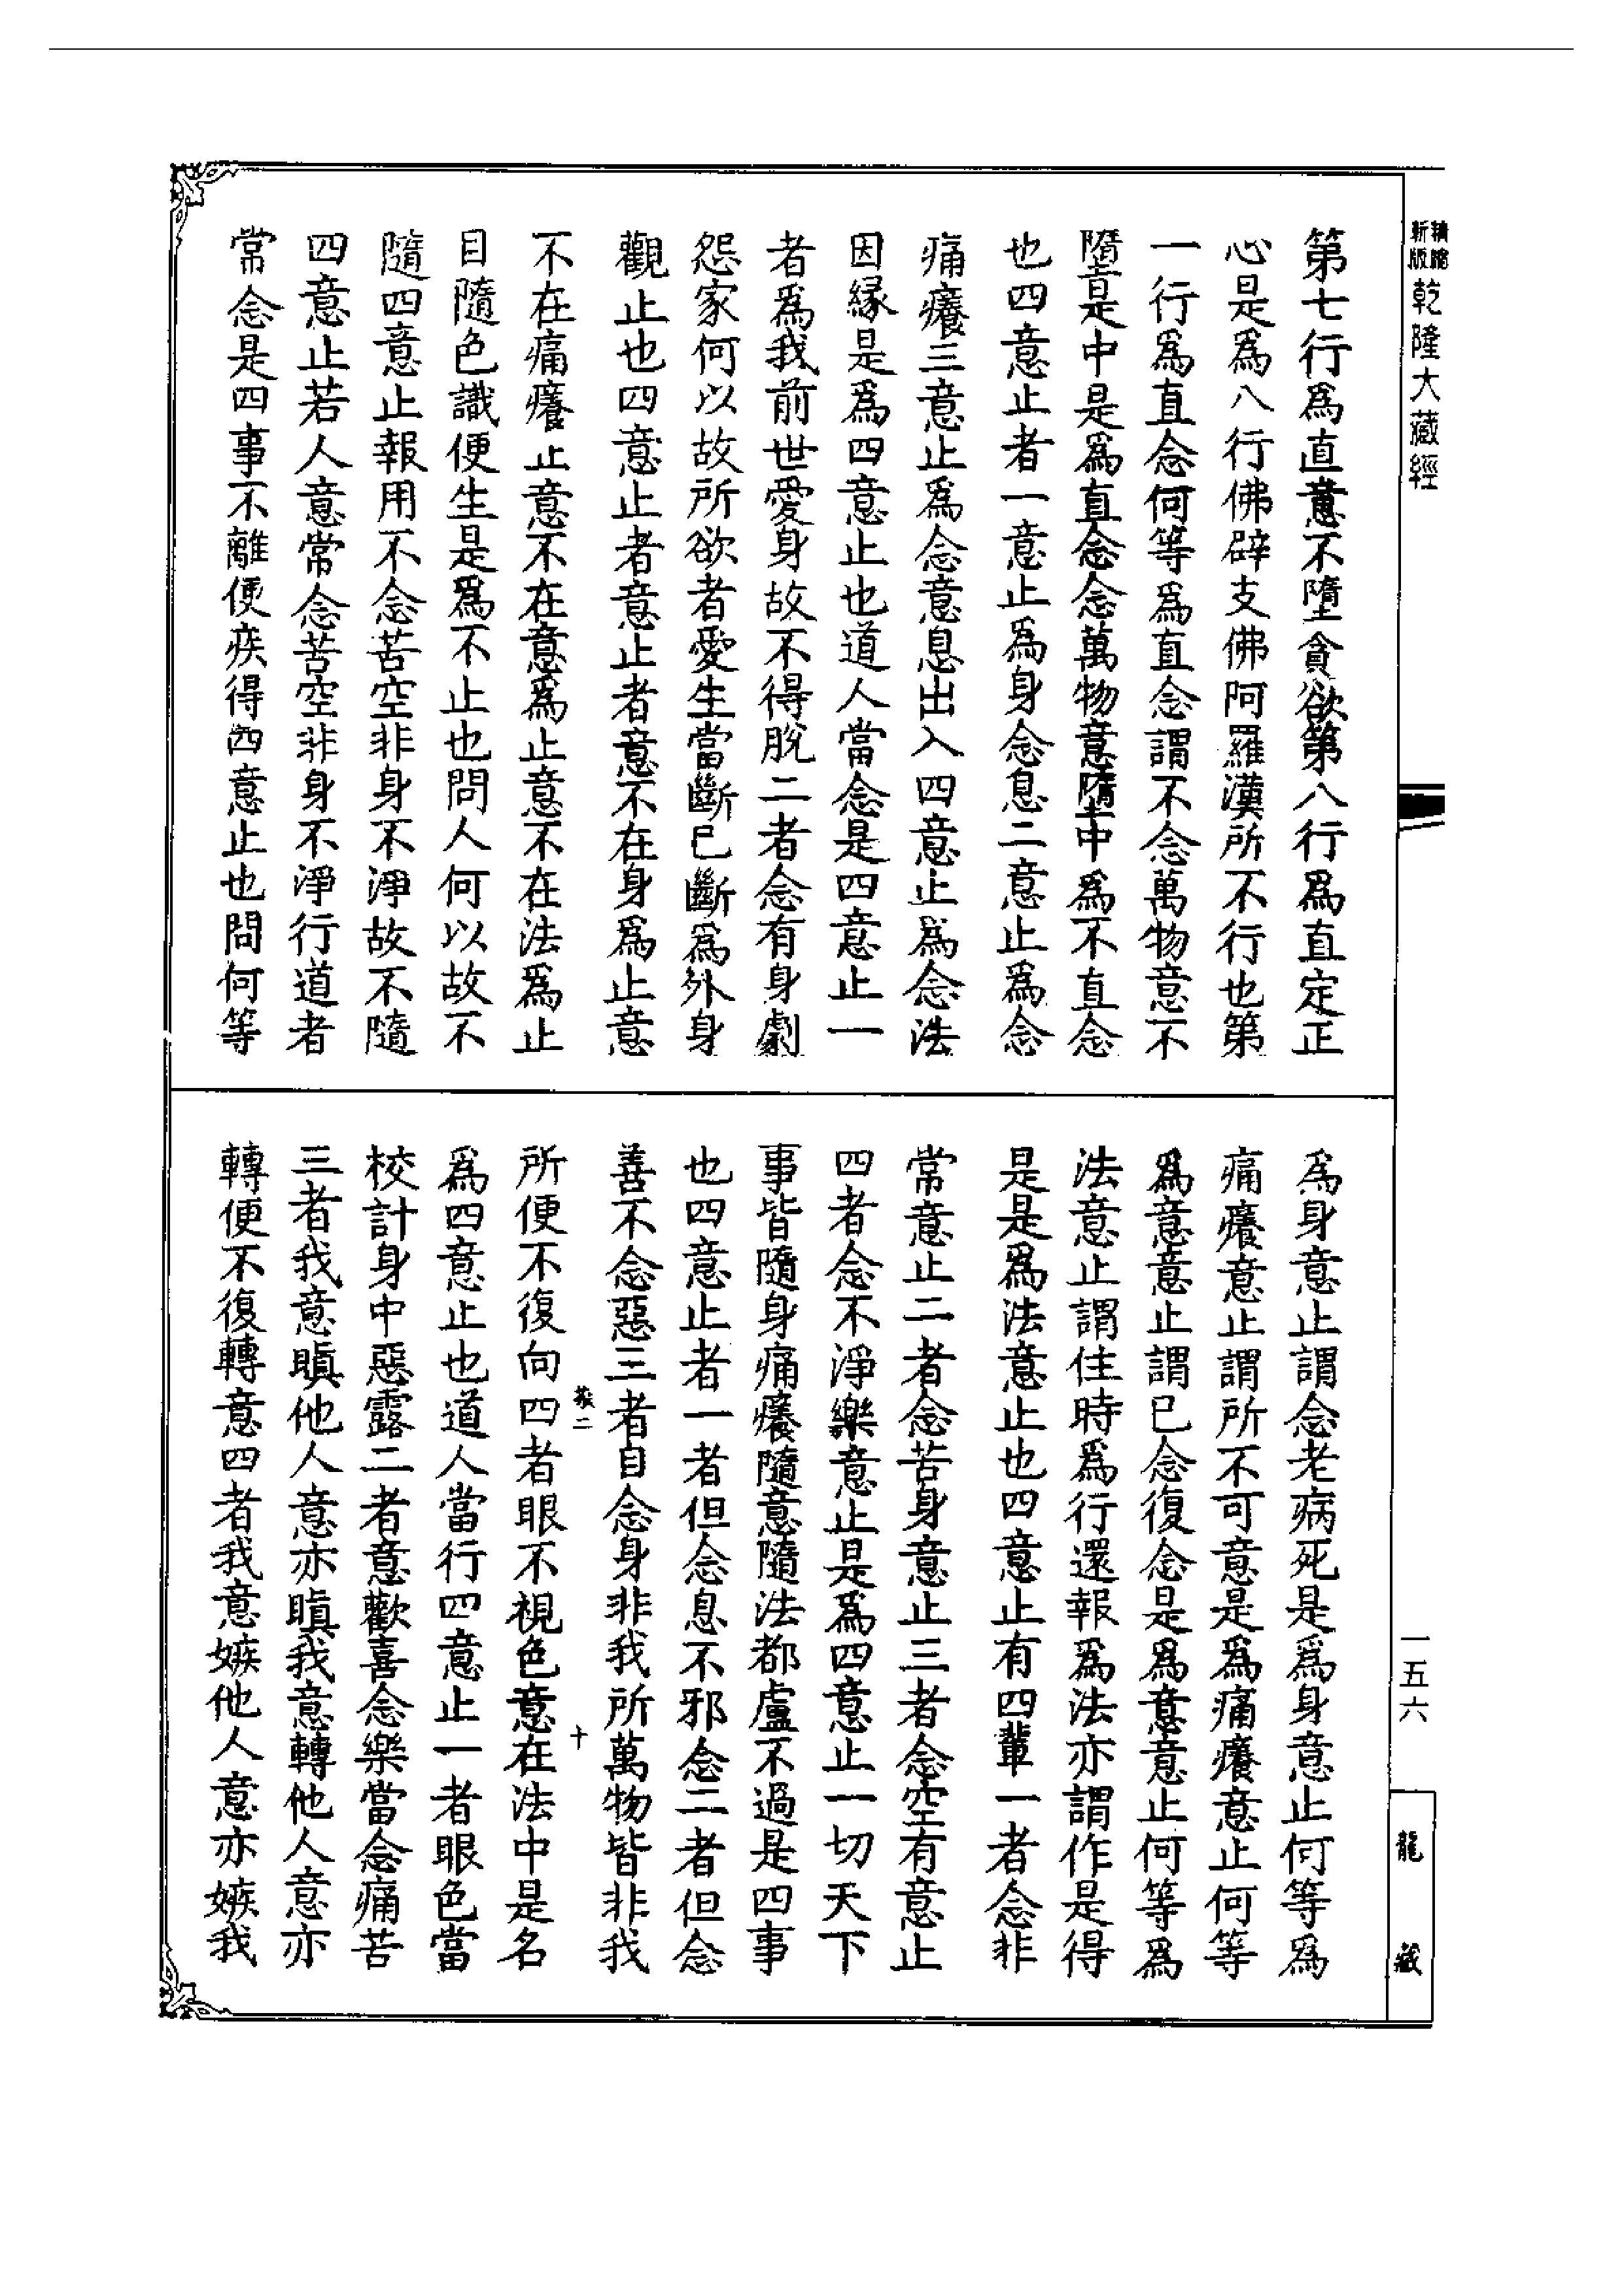 精縮
新版
乾隆大藏經
第七行爲直意不墮貪欲第八行爲直定正
心是爲八行佛辟支佛阿羅漢所不行也第
一行爲直念何等爲直念謂不念萬物意不
墮是中是爲直念念萬物意墮中爲不直念
也四意止者一意止爲身念息二意止爲念
痛癢三意止爲念意息出入四意止爲念法
因緣是爲四意止也道人當念是四意止一
者爲我前世愛身故不得脫二者念有身劇
怨家何以故所欲者愛生當斷已斷爲外身
觀止也四意止者意止者意不在身爲止意
不在痛癢止意不在意爲止意不在法爲止
目隨色識便生是爲不止也問人何以故不
隨四意止報用不念苦空非身不淨故不隨
四意止若人意常念苦空非身不淨行道者
常念是四事不離便疾得四意止也問何等
爲身意止謂念老病死是爲身意止何等爲
痛癢意止謂所不可意是爲痛癢意止何等
爲意意止謂已念復念是爲意意止何等爲
法意止謂住時爲行還報爲法亦謂作是得
是是爲法意止也四意止有四輩一者念非
常意止二者念苦身意止三者念空有意止
四者念不淨樂意止是爲四意止一切天下
事皆隨身痛癢隨意隨法都盧不過是四事
也四意止者一者但念息不邪念二者但念
善不念惡三者自念身非我所萬物皆非我
所便不復向四者眼不視色意在法中是名
爲四意止也道人當行四意止一者眼色當
校計身中惡露二者意歡喜念樂當念痛苦
三者我意瞋他人意亦瞋我意轉他人意亦
轉便不復轉意四者我意嫉他人意亦嫉我
二
十
一五六
龍藏